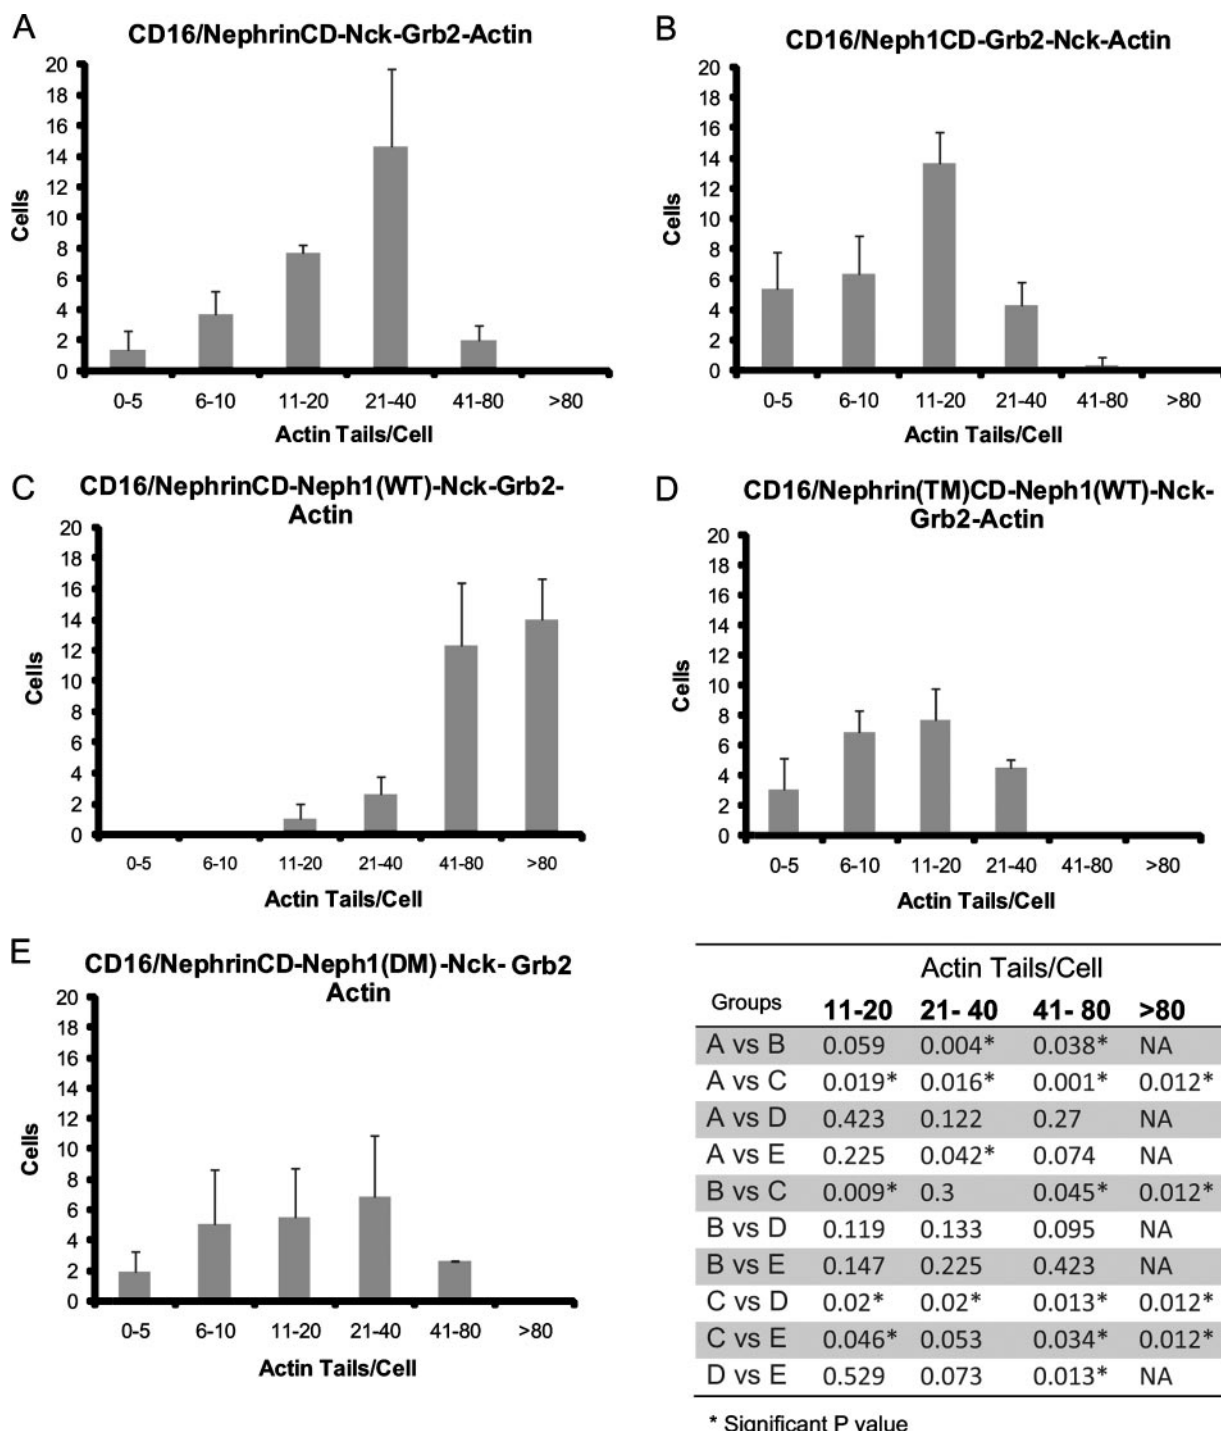 A
CD16/NephrinCD-Nck-Grb2-Actin
20
18
16
14
12
10
8
6
4
2
0
Cells
0-5 6-10 11-20 21-40 41-80 >80
Actin Tails/Cell
B
CD16/Neph1CD-Grb2-Nck-Actin
20
18
16
14
12
10
8
6
4
2
0
Cells
0-5 6-10 11-20 21-40 41-80 >80
Actin Tails/Cell
C
CD16/NephrinCD-Neph1(WT)-Nck-Grb2-
Actin
20
18
16
14
12
10
8
6
4
2
0
Cells
0-5 6-10 11-20 21-40 41-80 >80
Actin Tails/Cell
D
CD16/Nephrin(TM)CD-Neph1(WT)-Nck-
Grb2-Actin
20
18
16
14
12
10
8
6
4
2
0
Cells
0-5 6-10 11-20 21-40 41-80 >80
Actin Tails/Cell
E
CD16/NephrinCD-Neph1(DM)-Nck- Grb2
Actin
20
18
16
14
12
10
8
6
4
2
0
Cells
0-5 6-10 11-20 21-40 41-80 >80
Actin Tails/Cell
Actin Tails/Cell
Groups 11-20 21- 40 41- 80 >80
A vs B 0.059 0.004* 0.038* NA
A vs C 0.019* 0.016* 0.001* 0.012*
A vs D 0.423 0.122 0.27 NA
A vs E 0.225 0.042* 0.074 NA
B vs C 0.009* 0.3 0.045* 0.012*
B vs D 0.119 0.133 0.095 NA
B vs E 0.147 0.225 0.423 NA
C vs D 0.02* 0.02* 0.013* 0.012*
C vs E 0.046* 0.053 0.034* 0.012*
D vs E 0.529 0.073 0.013* NA
* Significant P value